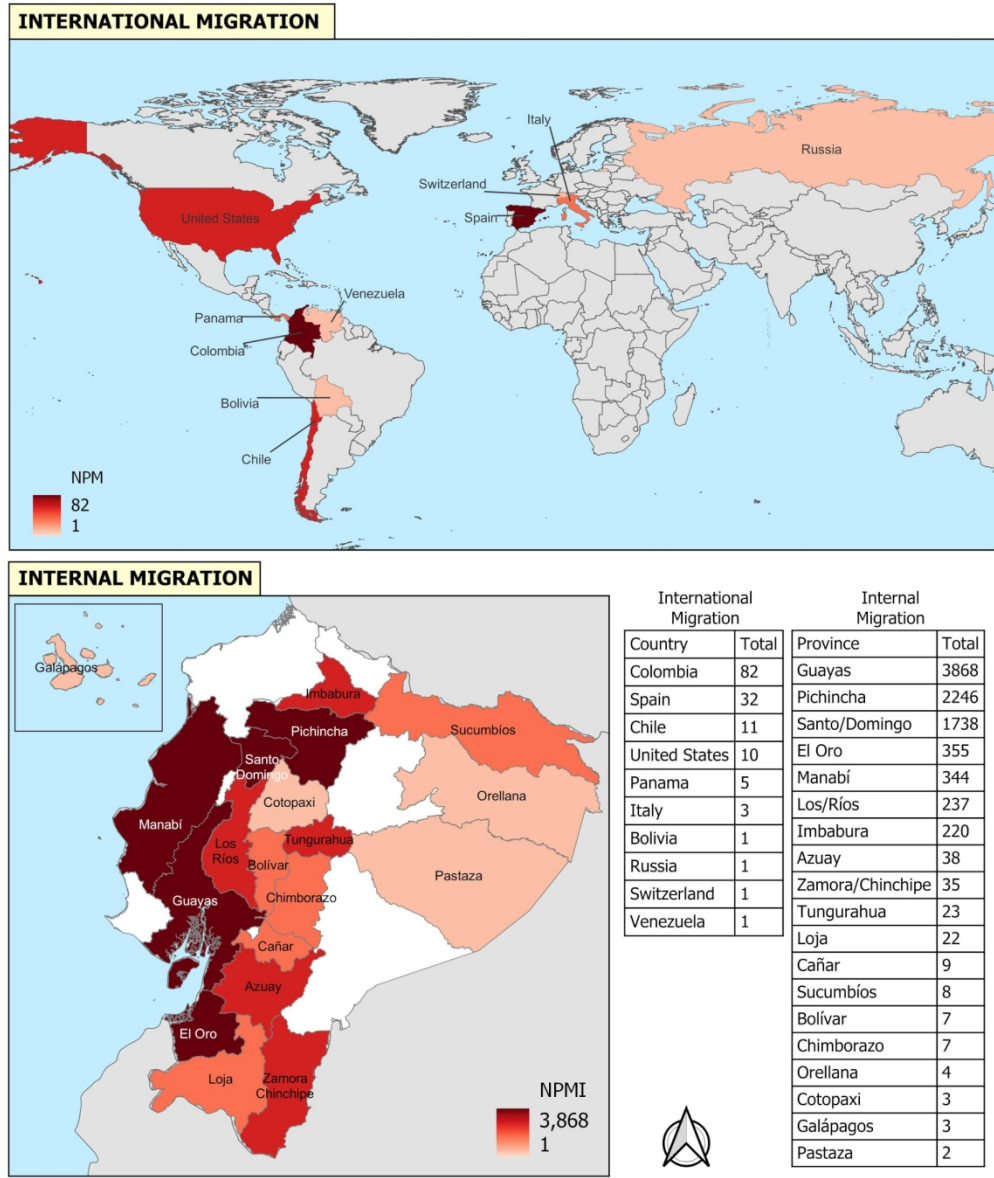 INTERNATIONAL MIGRATION
Italy
Russia
Switzerland
United States
Spain
Venezuela
Panama
Colombia
Bolivia
Chile
NPM
82
1
INTERNAL MIGRATION
Galápagos
Imbabura
Pichincha
Sucumbíos
Santo
Domingo
Cotopaxi
Orellana
Manabí
Los
Ríos
Tungurahua
Bolívar
Pastaza
Guayas
Chimborazo
Cañar
Azuay
El Oro
Loja
Zamora
Chinchipe
NPMI
3,868
1
International
Migration
Country Total
Colombia 82
Spain 32
Chile 11
United States 10
Panama 5
Italy 3
Bolivia 1
Russia 1
Switzerland 1
Venezuela 1
Internal
Migration
Province Total
Guayas 3868
Pichincha 2246
Santo/Domingo 1738
El Oro 355
Manabí 344
Los/Ríos 237
Imbabura 220
Azuay 38
Zamora/Chinchipe 35
Tungurahua 23
Loja 22
Cañar 9
Sucumbíos 8
Bolívar 7
Chimborazo 7
Orellana 4
Cotopaxi 3
Galápagos 3
Pastaza 2